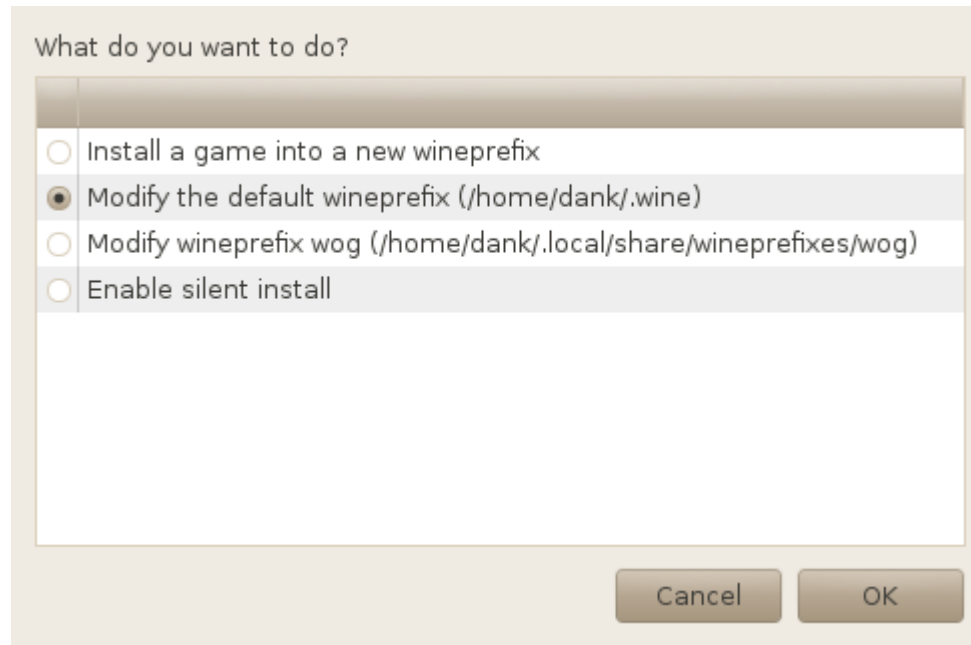 What do you want to do?
Install a game into a new wineprefix
Modify the default wineprefix (/home/dank/.wine)
Modify wineprefix wog (/home/dank/.local/share/wineprefixes/wog)
Enable silent install
Cancel OK